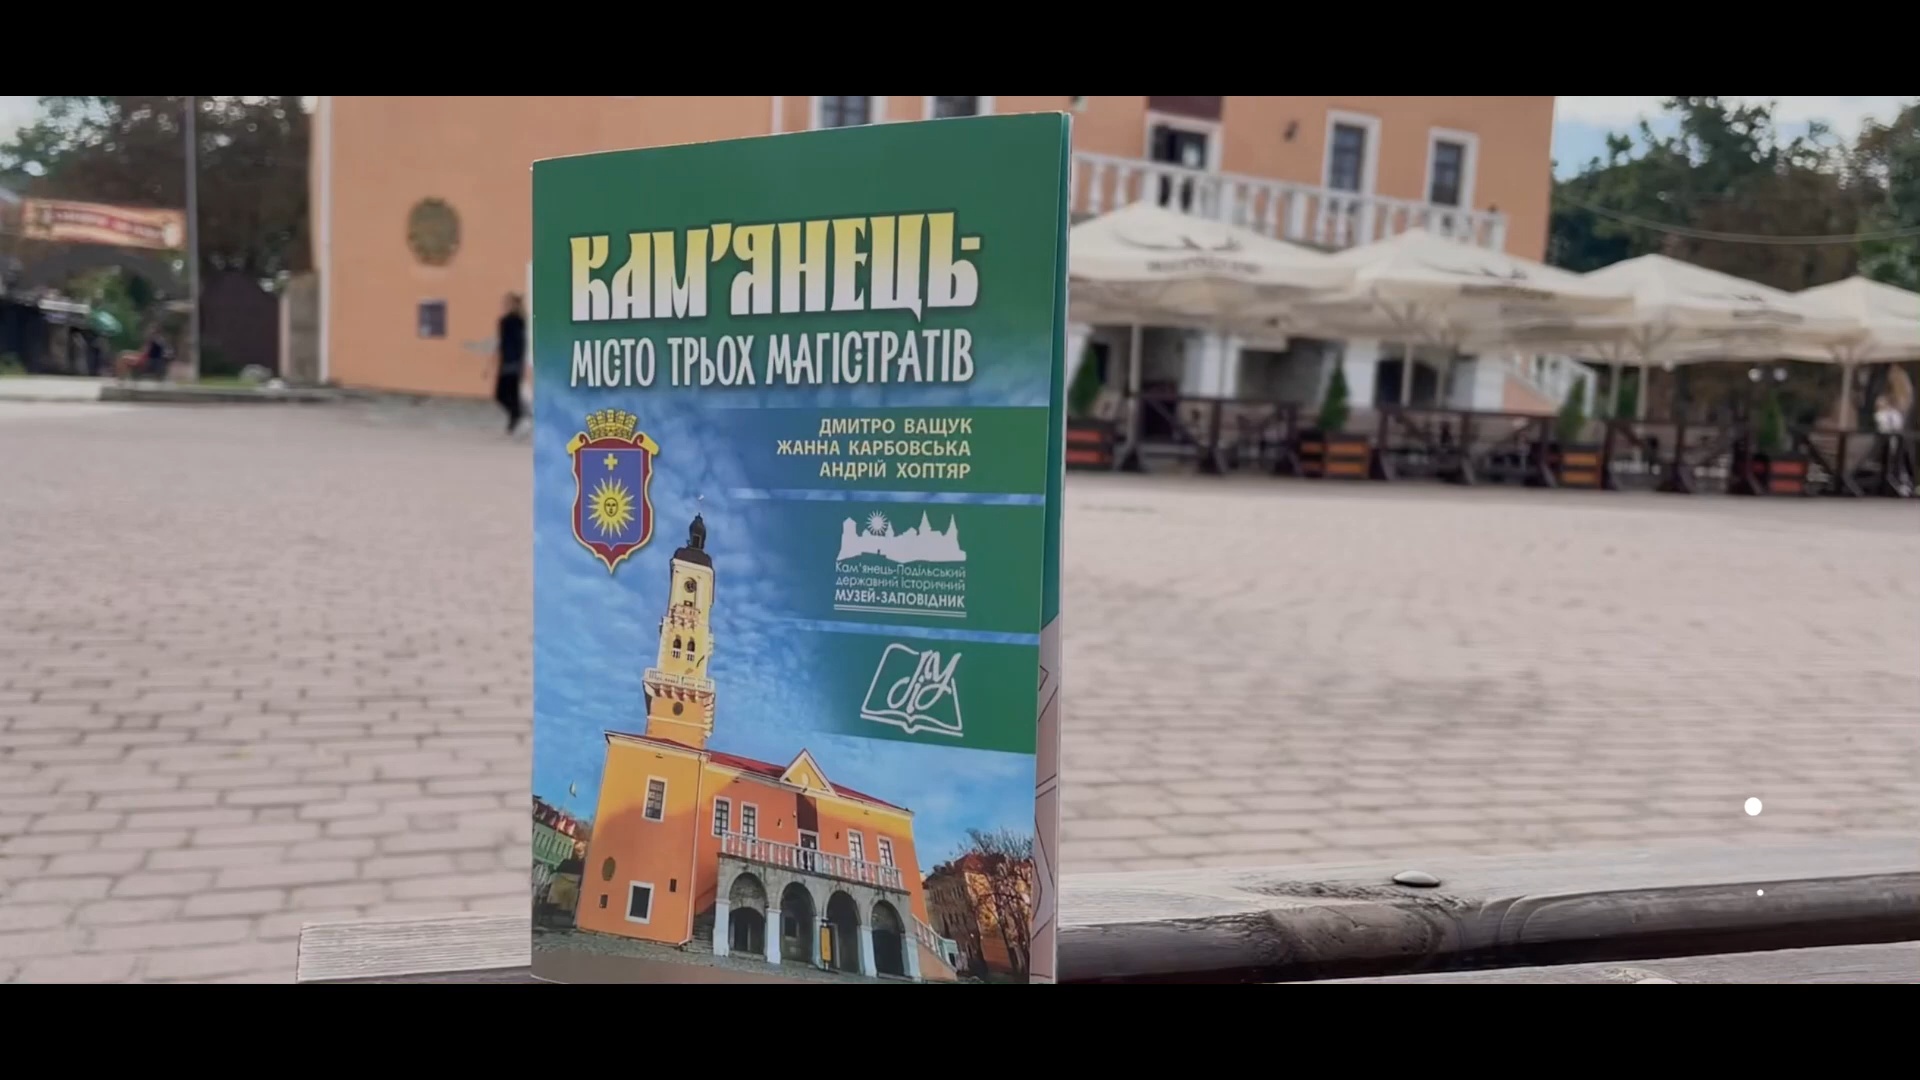 КАМ'ЯНЕЦЬ-
МІСТО ТРЬОХ МАГІСТРАТІВ
ДМИТРО ВАЩУК
ЖАННА КАРБОВСЬКА
АНДРІЙ ХОПТЯР
Кам'янець-Подільський
державний історичний
МУЗЕЙ-ЗАПОВІДНИК